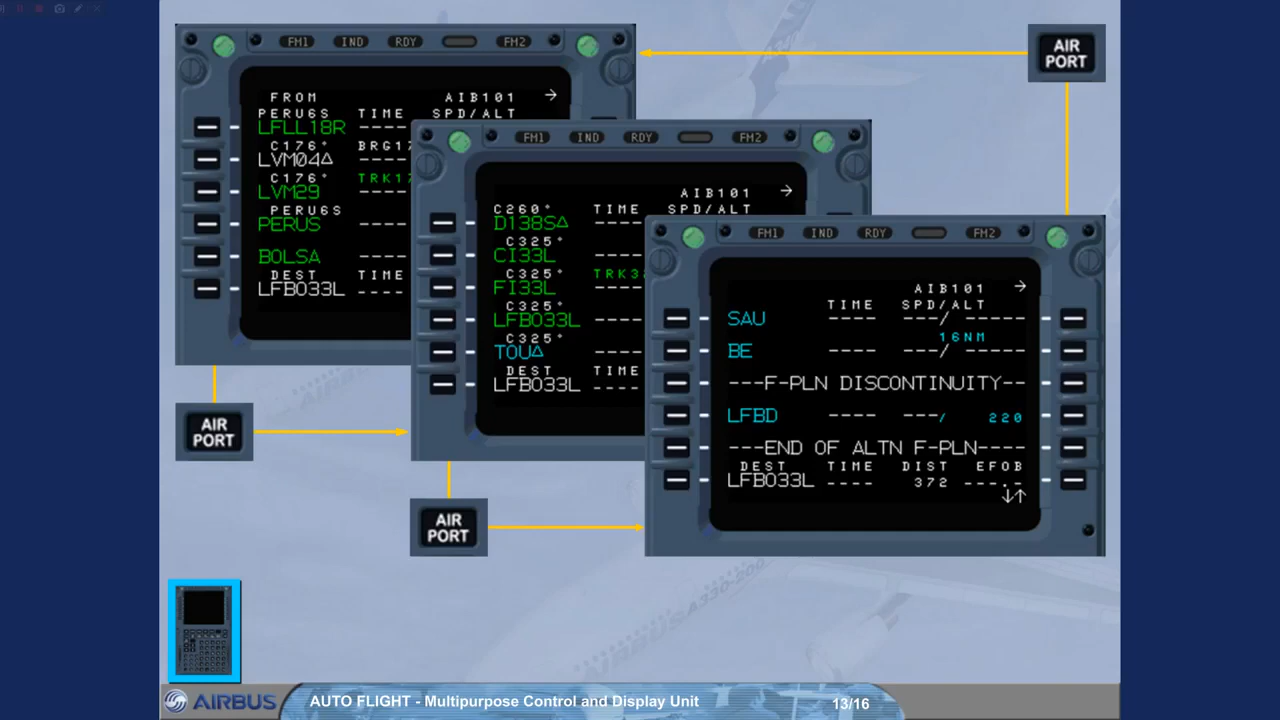 AIR
PORT
FM1 IND RDY FM2
FROM AIB101 →
PERU6S TIME SPD/ALT
LFLL18R ----
C176° BRG17
LVM04∆ ----
C176° TRK17
LVM29 ----
PERU6S
PERUS ----
BOLSA ----
DEST TIME
LFBO33L ----
AIR
PORT
FM1 IND RDY FM2
AIB101 →
C260° TIME SPD/ALT
D138S∆ ----
C325°
CI33L ----
C325° TRK3
FI33L ----
C325°
LFBO33L ----
C325°
TOU∆ ----
DEST TIME
LFBO33L ----
AIR
PORT
FM1 IND RDY FM2
AIB101 →
TIME SPD/ALT
SAU ---- ---/ -----
16NM
BE ---- ---/ -----
---F-PLN DISCONTINUITY--
LFBD ---- ---/ 220
---END OF ALTN F-PLN----
DEST TIME DIST EFOB
LFBO33L ---- 372 ---.-
↓↑
AIRBUS
AUTO FLIGHT - Multipurpose Control and Display Unit
13/16